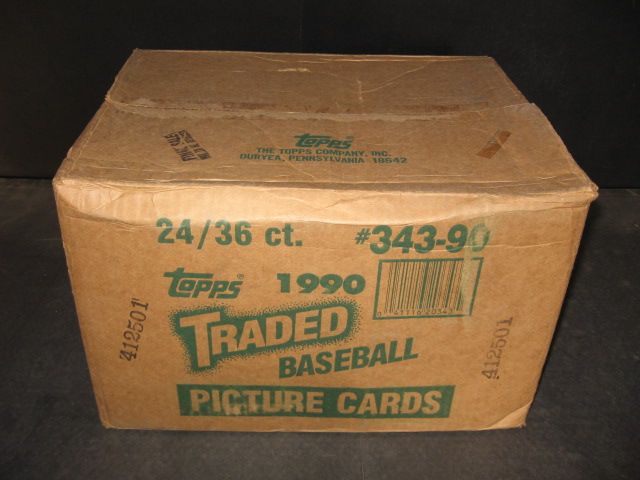 topps
THE TOPPS COMPANY, INC.
DURYEA, PENNSYLVANIA 18642
24/36 ct. #343-90
topps 1990
TRADED
BASEBALL
PICTURE CARDS
412501
412501